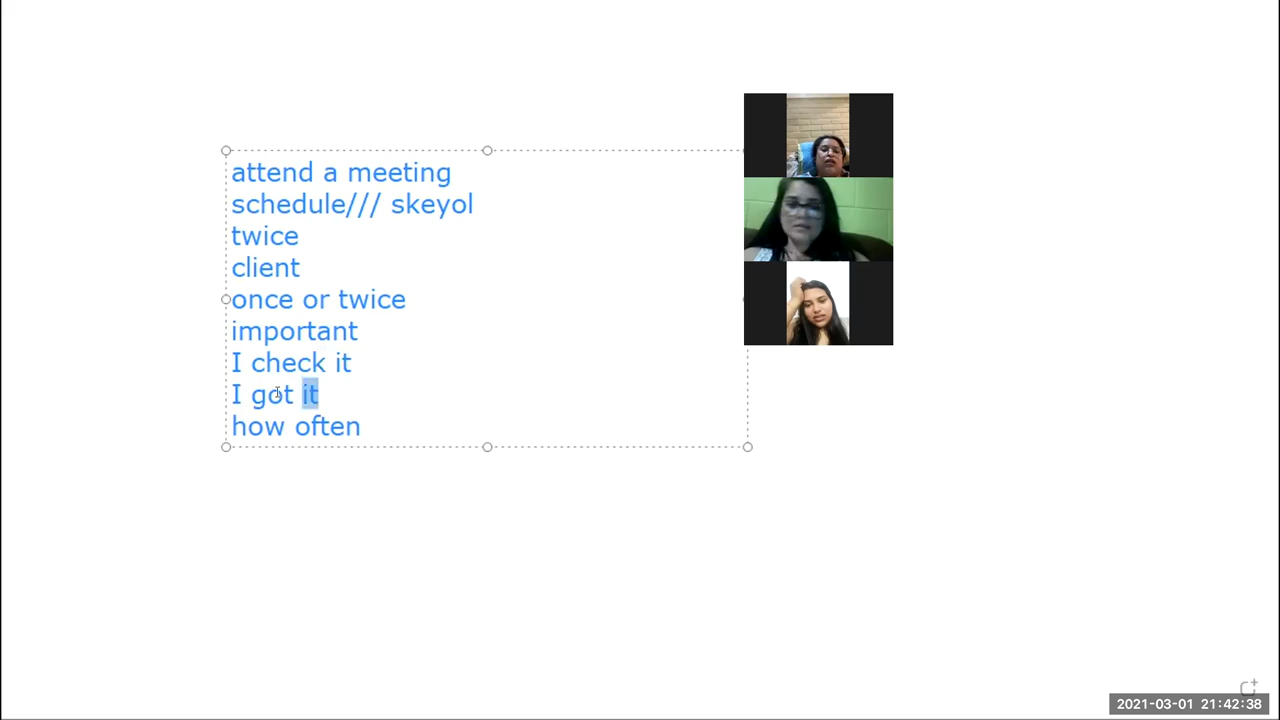 attend a meeting
schedule/// skeyol
twice
client
once or twice
important
I check it
I got it
how often
2021-03-01 21:42:38